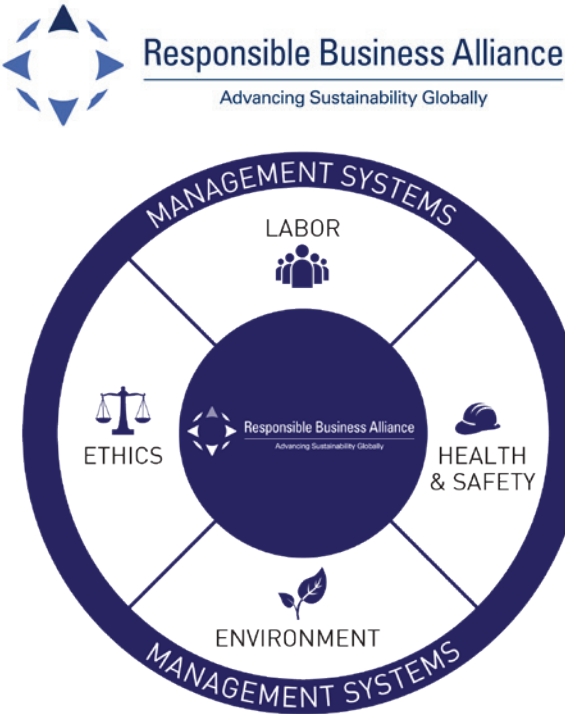 Responsible Business Alliance
Advancing Sustainability Globally
MANAGEMENT SYSTEMS
LABOR
ETHICS
Responsible Business Alliance
Advancing Sustainability Globally
HEALTH
& SAFETY
ENVIRONMENT
MANAGEMENT SYSTEMS